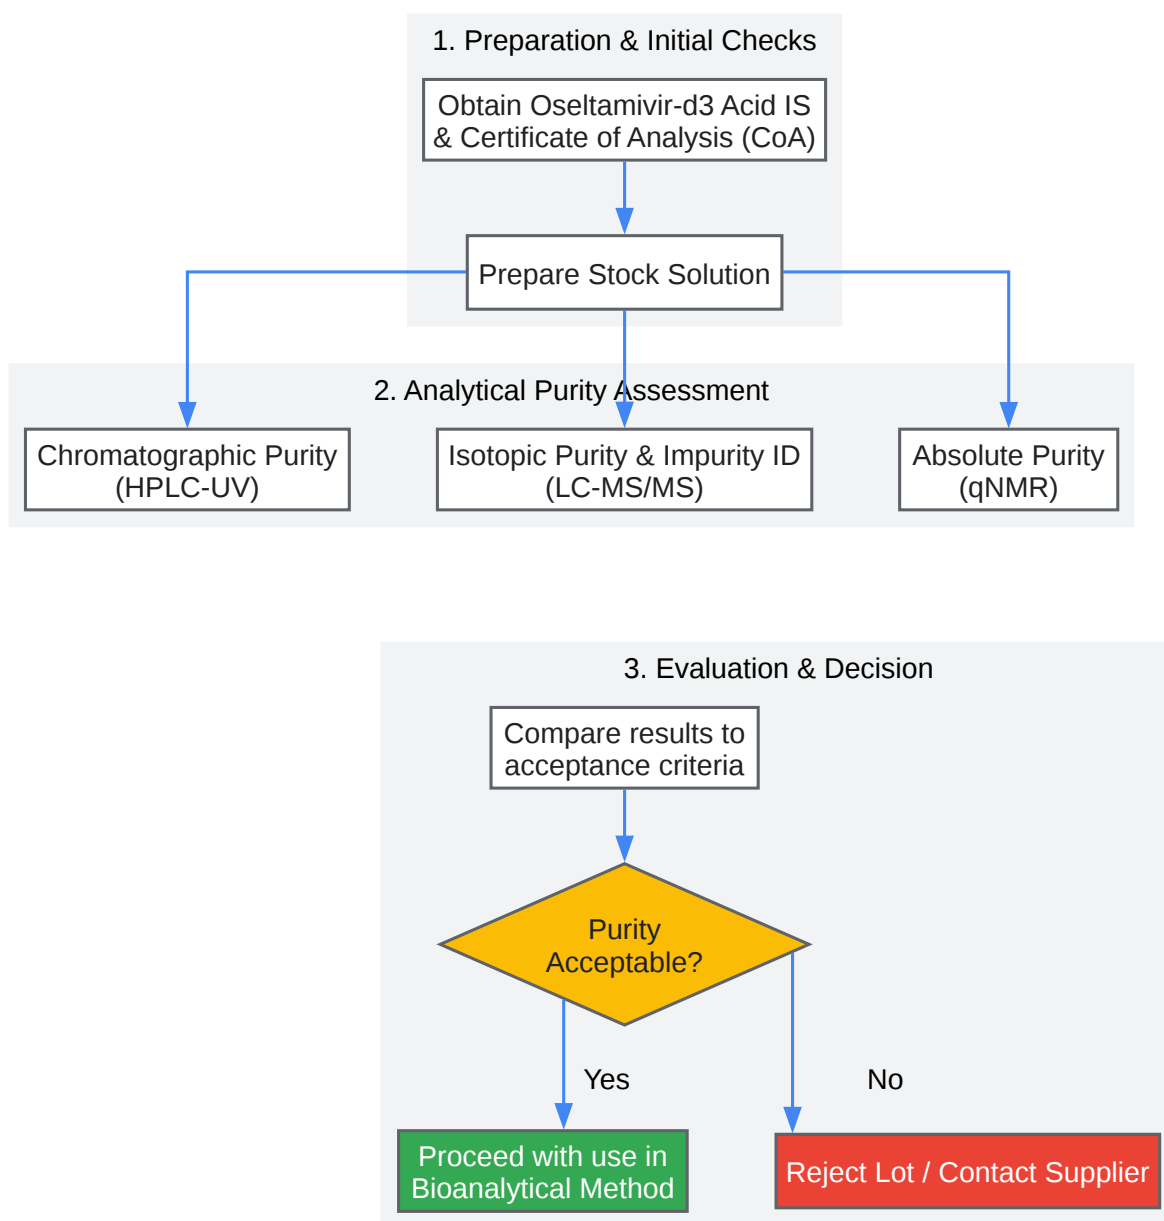 1. Preparation & Initial Checks
Obtain Oseltamivir-d3 Acid IS
& Certificate of Analysis (CoA)
Prepare Stock Solution
2. Analytical Purity Assessment
Chromatographic Purity
(HPLC-UV)
Isotopic Purity & Impurity ID
(LC-MS/MS)
Absolute Purity
(qNMR)
3. Evaluation & Decision
Compare results to
acceptance criteria
Purity
Acceptable?
Yes
No
Proceed with use in
Bioanalytical Method
Reject Lot / Contact Supplier